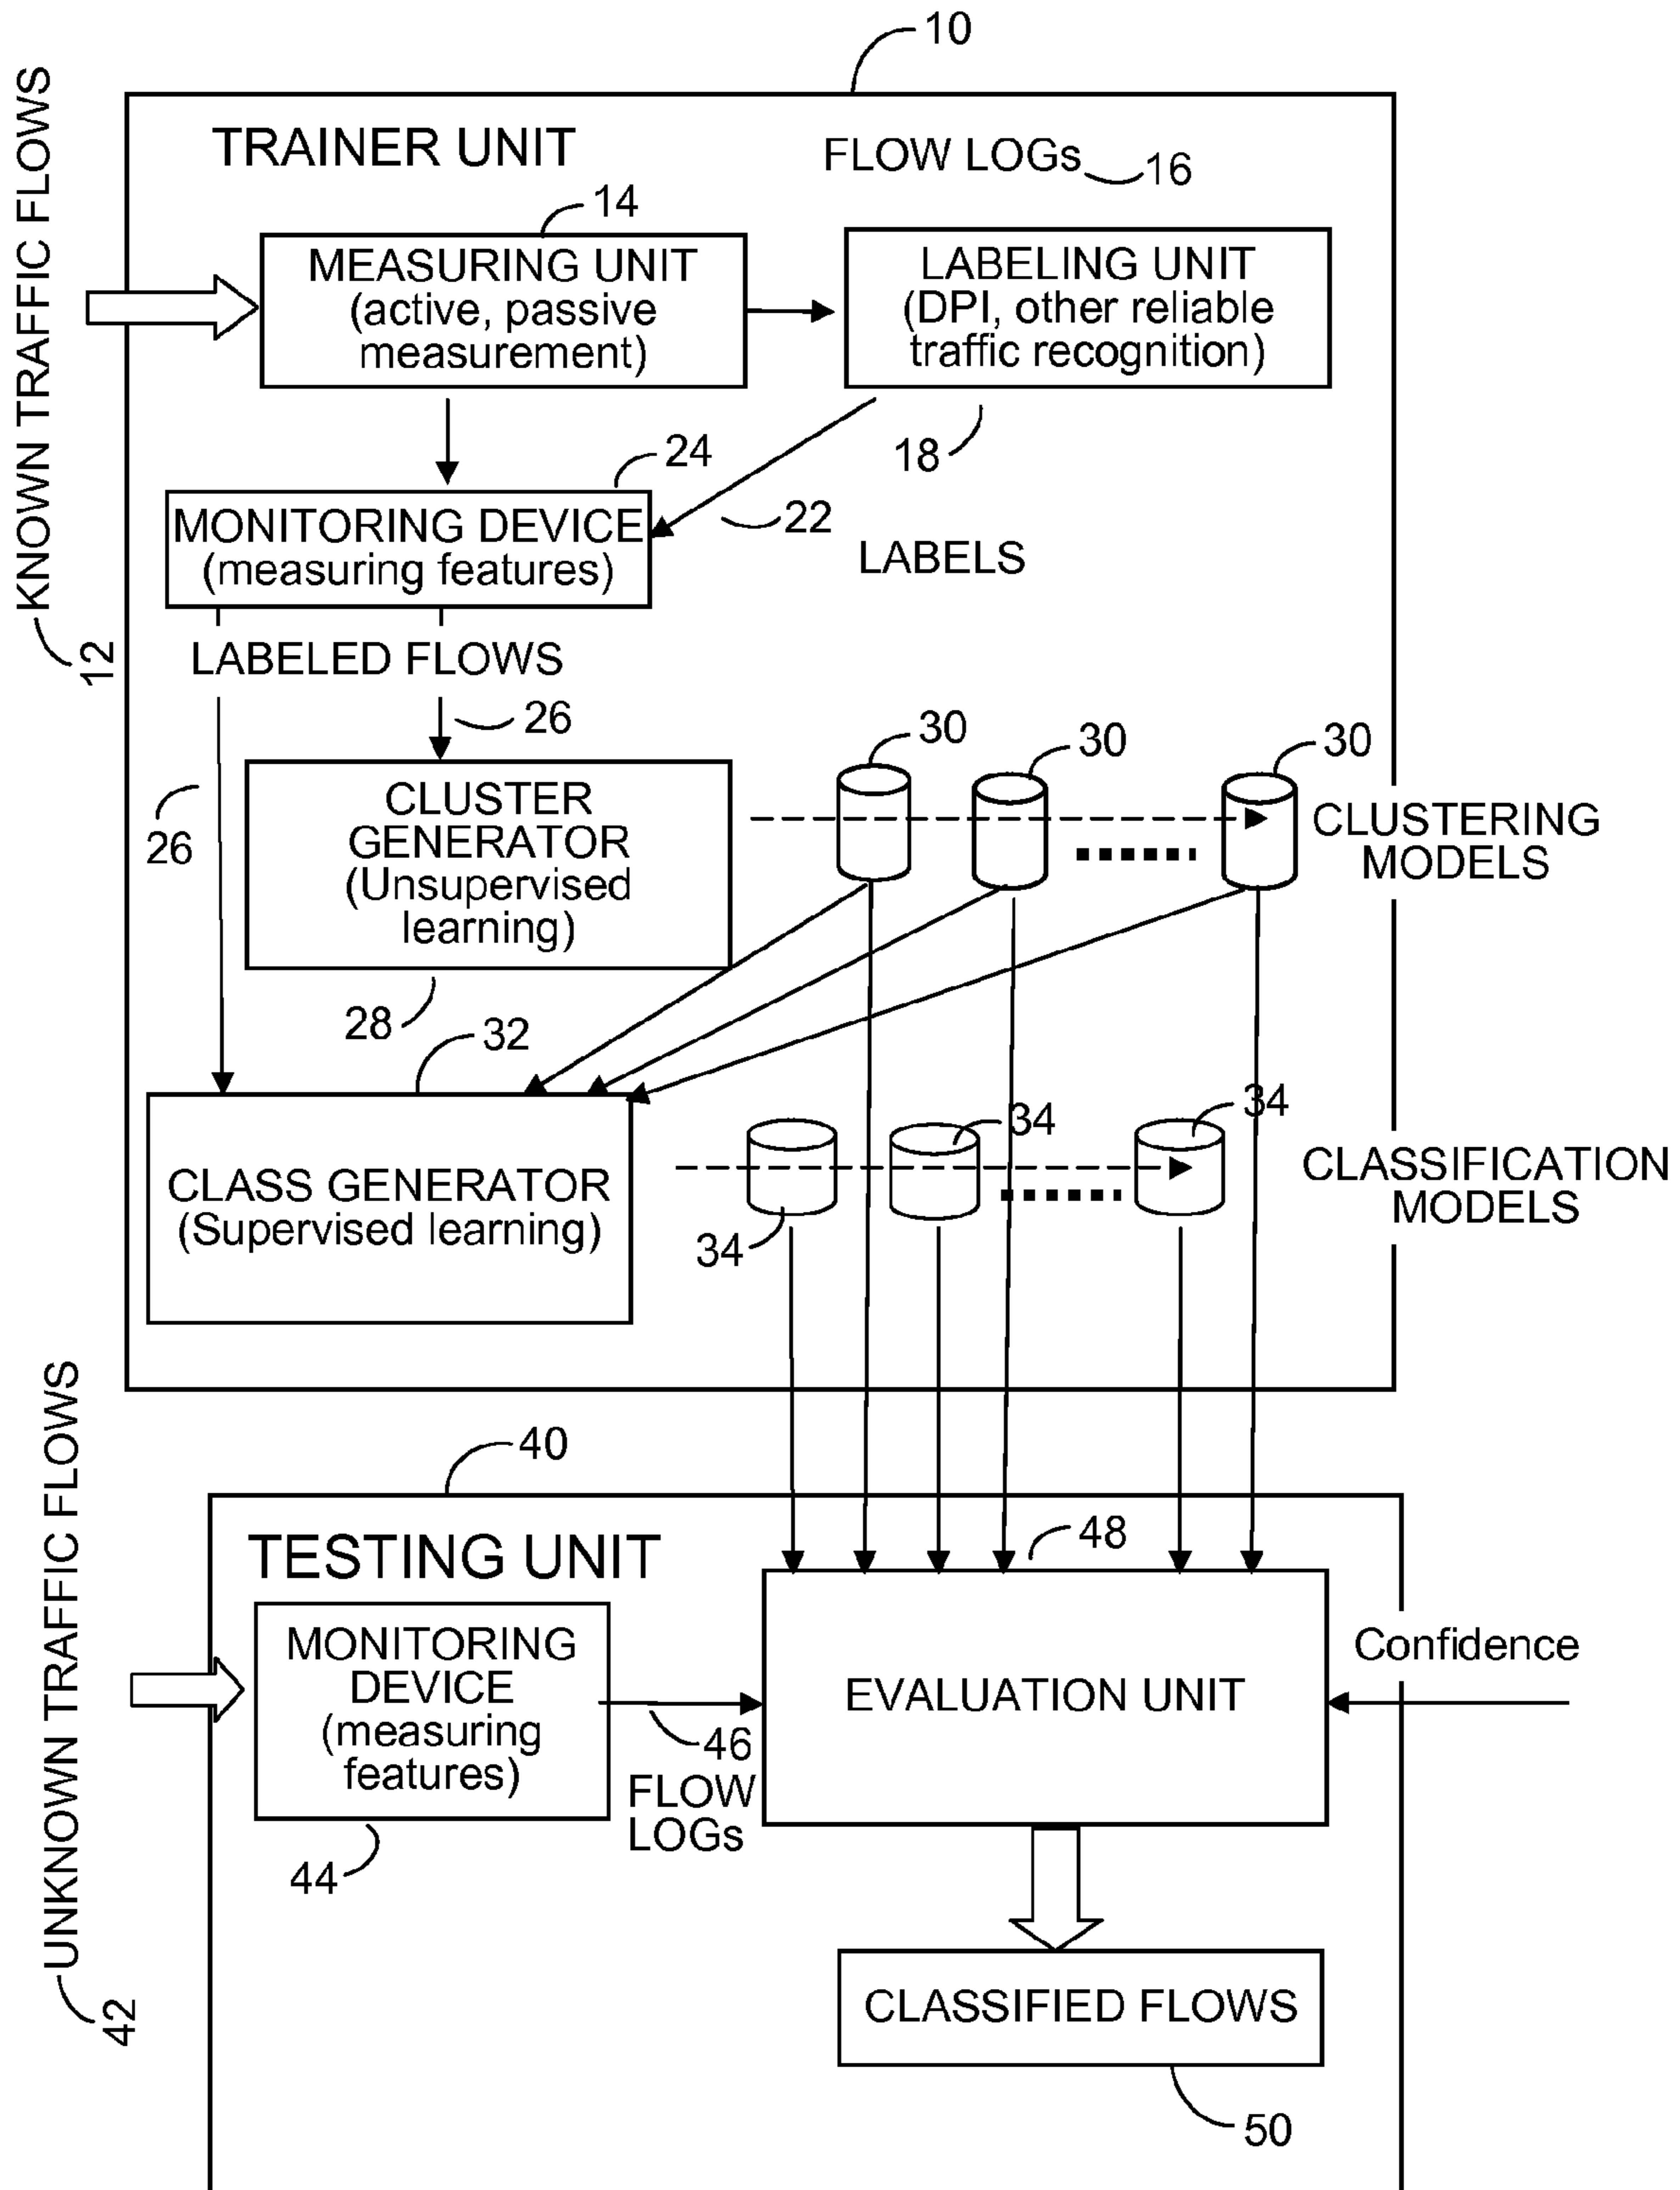 10
KNOWN TRAFFIC FLOWS
12
TRAINER UNIT
FLOW LOGs
16
14
MEASURING UNIT
(active, passive
measurement)
LABELING UNIT
(DPI, other reliable
traffic recognition)
18
24
22
MONITORING DEVICE
(measuring features)
LABELS
LABELED FLOWS
26
26
30
30
30
CLUSTER
GENERATOR
(Unsupervised
learning)
28
CLUSTERING
MODELS
32
CLASS GENERATOR
(Supervised learning)
34
34
34
CLASSIFICATION
MODELS
UNKNOWN TRAFFIC FLOWS
42
40
TESTING UNIT
48
MONITORING
DEVICE
(measuring
features)
44
46
FLOW
LOGs
EVALUATION UNIT
Confidence
CLASSIFIED FLOWS
50